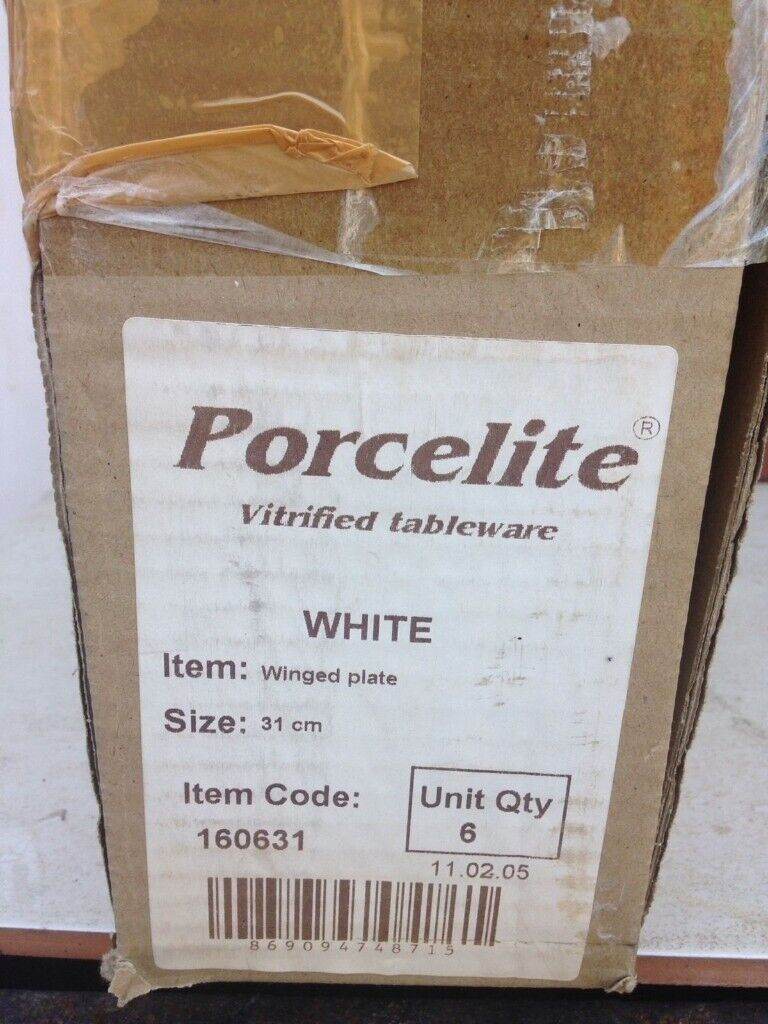 Porcelite®
Vitrified tableware
WHITE
Item: Winged plate
Size: 31 cm
Item Code:
160631
Unit Qty
6
11.02.05
869094748715